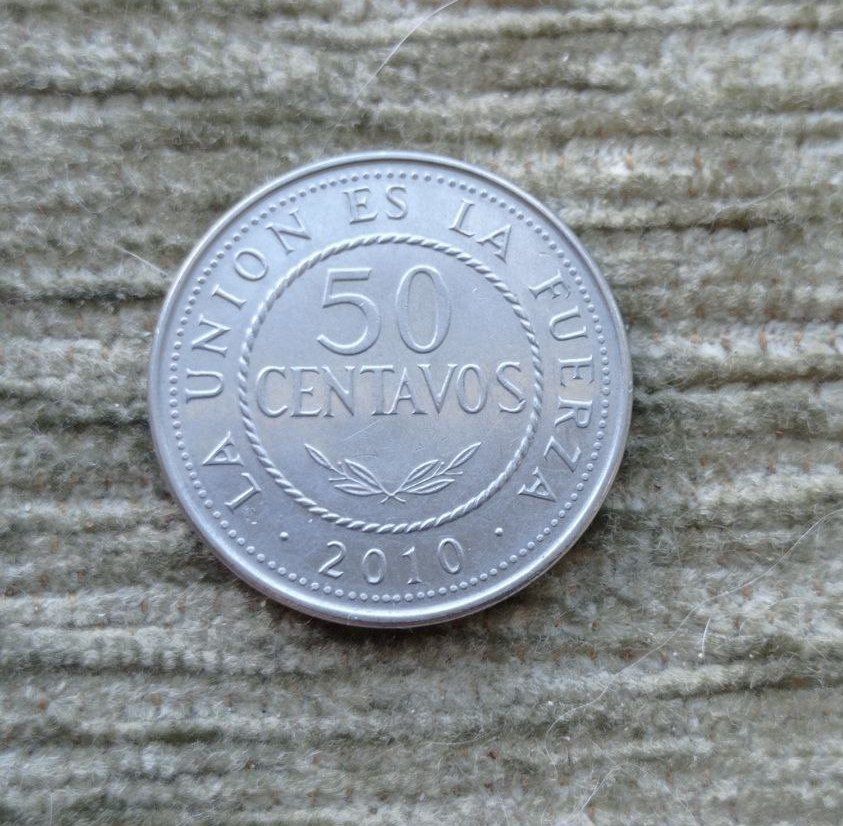 LA UNION ES LA FUERZA
50
CENTAVOS
· 2010 ·